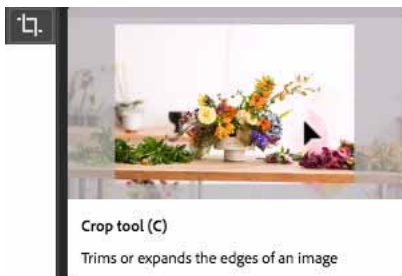 Crop tool (C)
Trims or expands the edges of an image